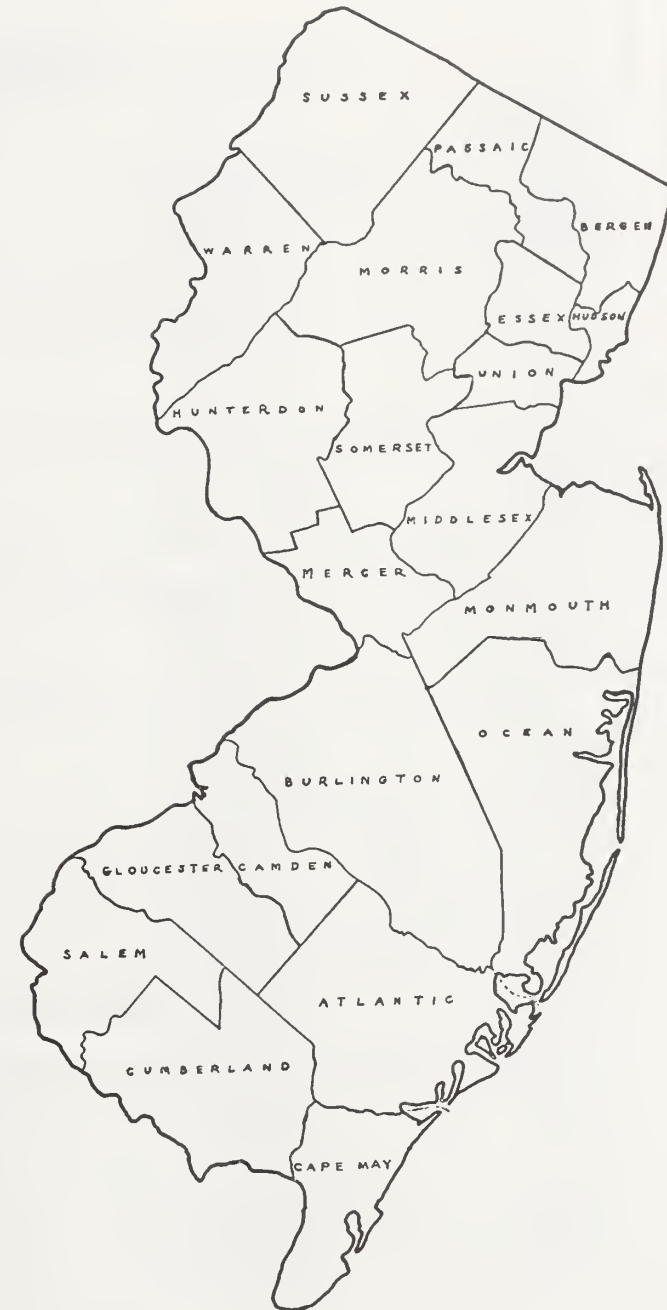 SUSSEX
PASSAIC
BERGEN
WARREN
MORRIS
ESSEX
HUDSON
UNION
HUNTERDON
SOMERSET
MIDDLESEX
MERCER
MONMOUTH
OCEAN
BURLINGTON
GLOUCESTER
CAMDEN
SALEM
ATLANTIC
CUMBERLAND
CAPE MAY